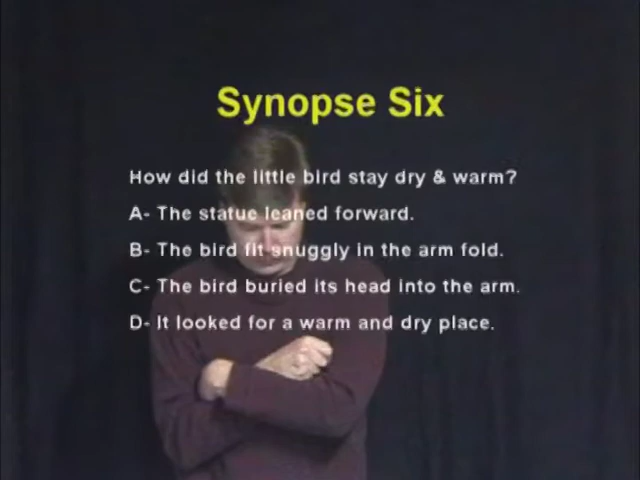 Synopse Six
How did the little bird stay dry & warm?
A- The statue leaned forward.
B- The bird fit snuggly in the arm fold.
C- The bird buried its head into the arm.
D- It looked for a warm and dry place.